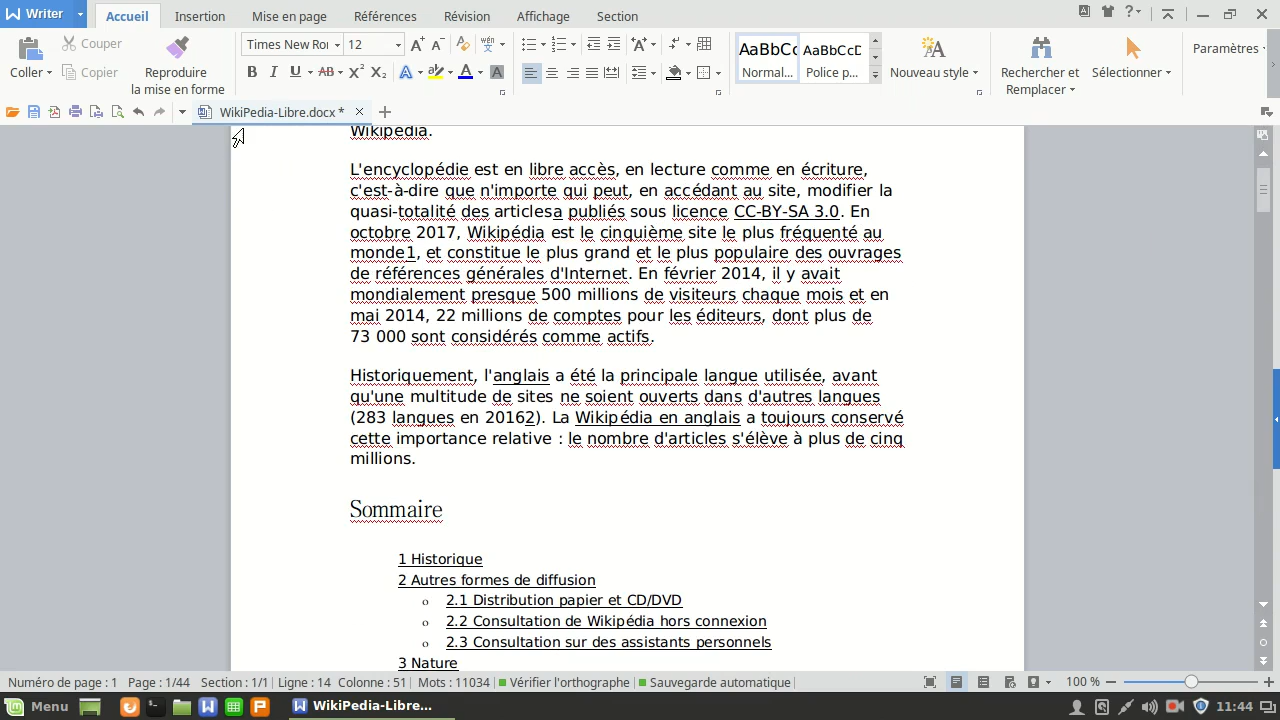 Writer
Accueil Insertion Mise en page Références Révision Affichage Section
Coller Couper Copier
Reproduire
la mise en forme
Times New Roi 12
AaBbCc AaBbCcD
Normal... Police p...
Nouveau style
Rechercher et
Remplacer
Sélectionner
Paramètres
WikiPedia-Libre.docx *
Wikipédia.
L'encyclopédie est en libre accès, en lecture comme en écriture,
c'est-à-dire que n'importe qui peut, en accédant au site, modifier la
quasi-totalité des articlesa publiés sous licence CC-BY-SA 3.0. En
octobre 2017, Wikipédia est le cinquième site le plus fréquenté au
monde1, et constitue le plus grand et le plus populaire des ouvrages
de références générales d'Internet. En février 2014, il y avait
mondialement presque 500 millions de visiteurs chaque mois et en
mai 2014, 22 millions de comptes pour les éditeurs, dont plus de
73 000 sont considérés comme actifs.
Historiquement, l'anglais a été la principale langue utilisée, avant
qu'une multitude de sites ne soient ouverts dans d'autres langues
(283 langues en 20162). La Wikipédia en anglais a toujours conservé
cette importance relative : le nombre d'articles s'élève à plus de cinq
millions.
Sommaire
1 Historique
2 Autres formes de diffusion
o 2.1 Distribution papier et CD/DVD
o 2.2 Consultation de Wikipédia hors connexion
o 2.3 Consultation sur des assistants personnels
3 Nature
Numéro de page : 1 Page : 1/44 Section : 1/1 Ligne : 14 Colonne : 51 Mots : 11034 Vérifier l'orthographe Sauvegarde automatique 100 %
Menu WikiPedia-Libre... 11:44